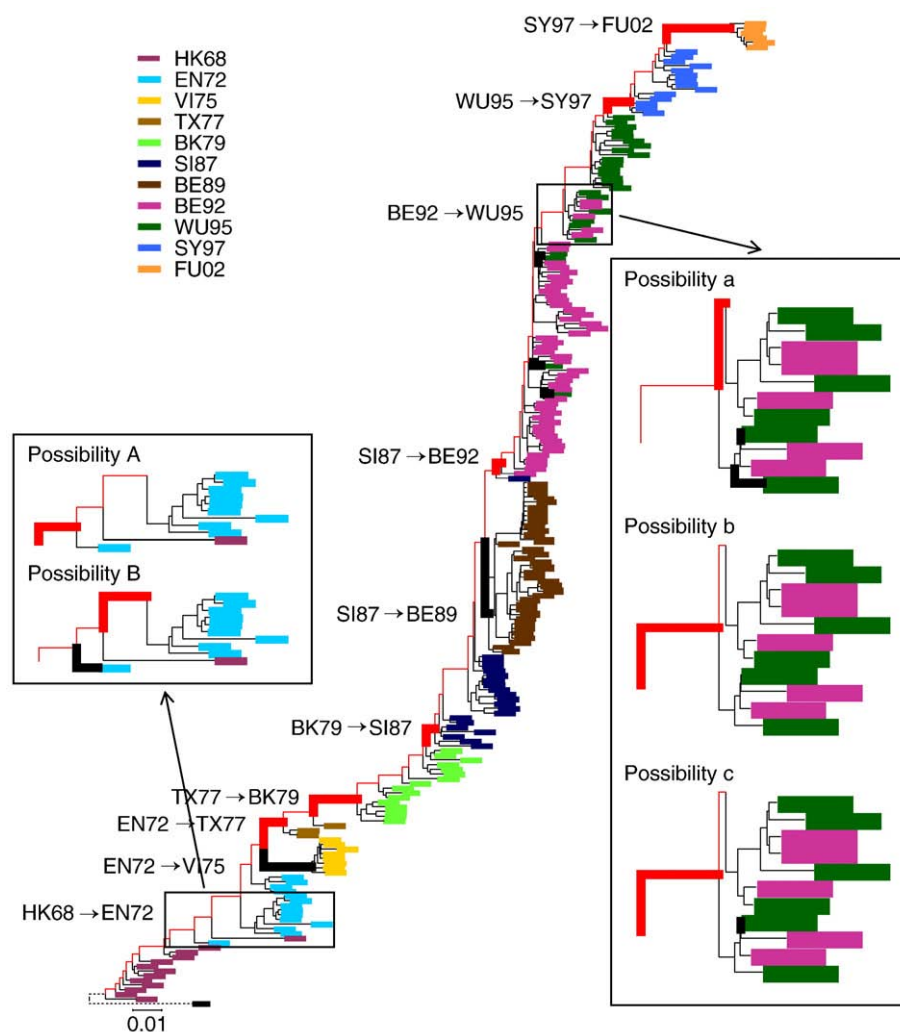 HK68
EN72
VI75
TX77
BK79
SI87
BE89
BE92
WU95
SY97
FU02
SY97→FU02
WU95→SY97
BE92→WU95
SI87→BE92
SI87→BE89
BK79→SI87
TX77→BK79
EN72→TX77
EN72→VI75
HK68→EN72
0.01
Possibility A
Possibility B
Possibility a
Possibility b
Possibility c